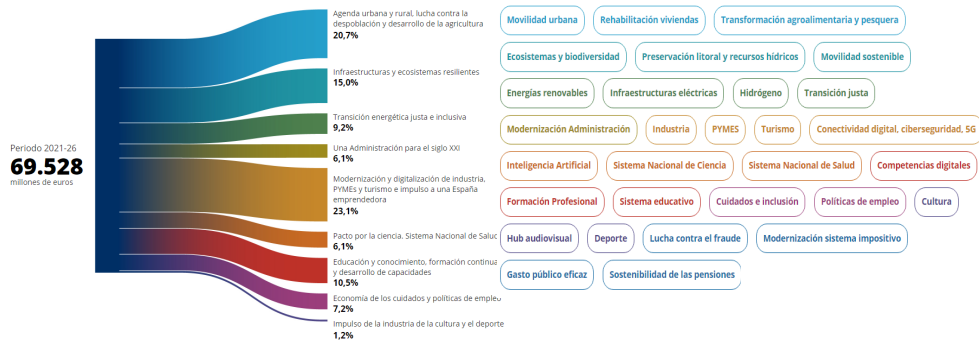 Periodo 2021-26
69.528
millones de euros
Agenda urbana y rural, lucha contra la
despoblación y desarrollo de la agricultura
20,7%
Infraestructuras y ecosistemas resilientes
15,0%
Transición energética justa e inclusiva
9,2%
Una Administración para el siglo XXI
6,1%
Modernización y digitalización de industria,
PYMES y turismo e impulso a una España
emprendedora
23,1%
Pacto por la ciencia, Sistema Nacional de Salud
6,1%
Educación y conocimiento, formación continua
y desarrollo de capacidades
10,5%
Economía de los cuidados y políticas de empleo
7,2%
Impulso de la industria de la cultura y el deporte
1,2%
Movilidad urbana Rehabilitación viviendas Transformación agroalimentaria y pesquera
Ecosistemas y biodiversidad Preservación litoral y recursos hídricos Movilidad sostenible
Energías renovables Infraestructuras eléctricas Hidrógeno Transición justa
Modernización Administración Industria PYMES Turismo Conectividad digital, ciberseguridad, 5G
Inteligencia Artificial Sistema Nacional de Ciencia Sistema Nacional de Salud Competencias digitales
Formación Profesional Sistema educativo Cuidados e inclusión Políticas de empleo Cultura
Hub audiovisual Deporte Lucha contra el fraude Modernización sistema impositivo
Gasto público eficaz Sostenibilidad de las pensiones